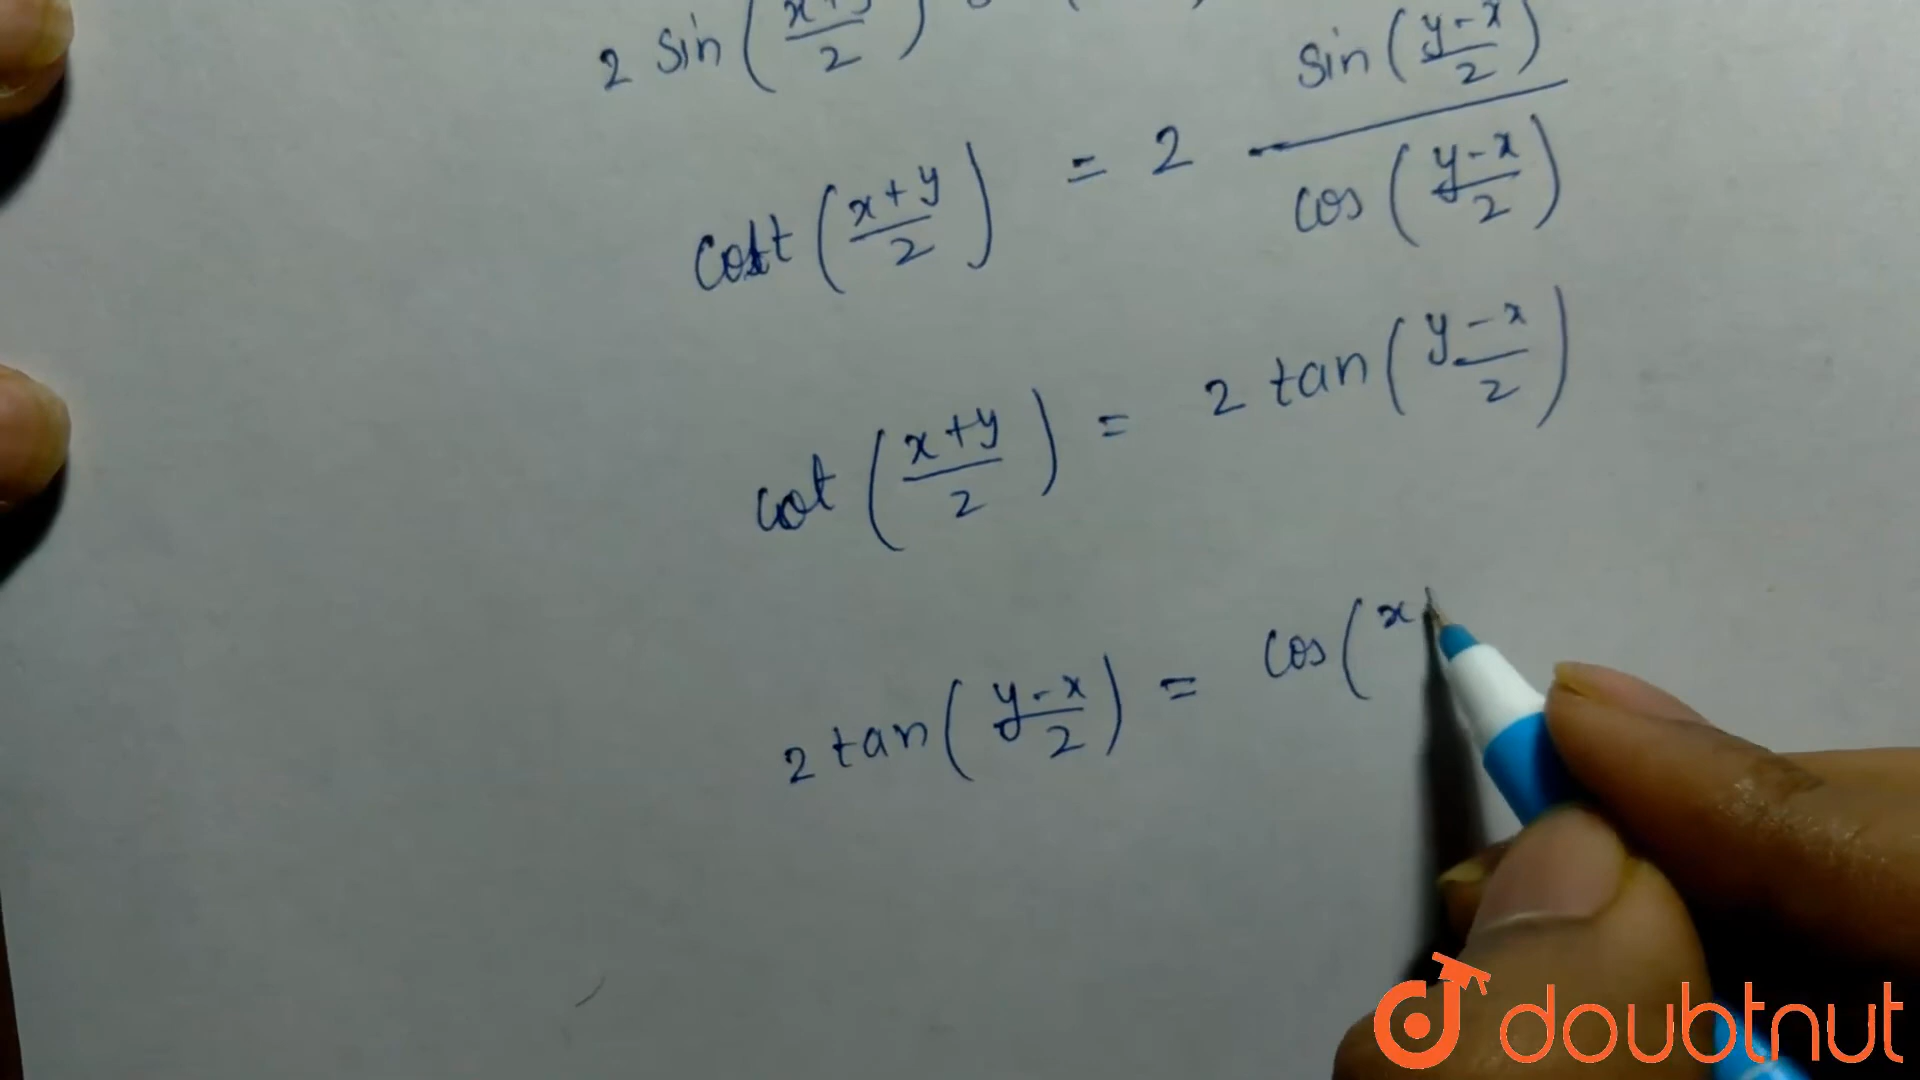 2 sin(x+y/2)
cot(x+y/2) = 2 sin(y-x/2)/cos(y-x/2)
cot(x+y/2) = 2 tan(y-x/2)
2 tan(y-x/2) = cos(x
doubtnut